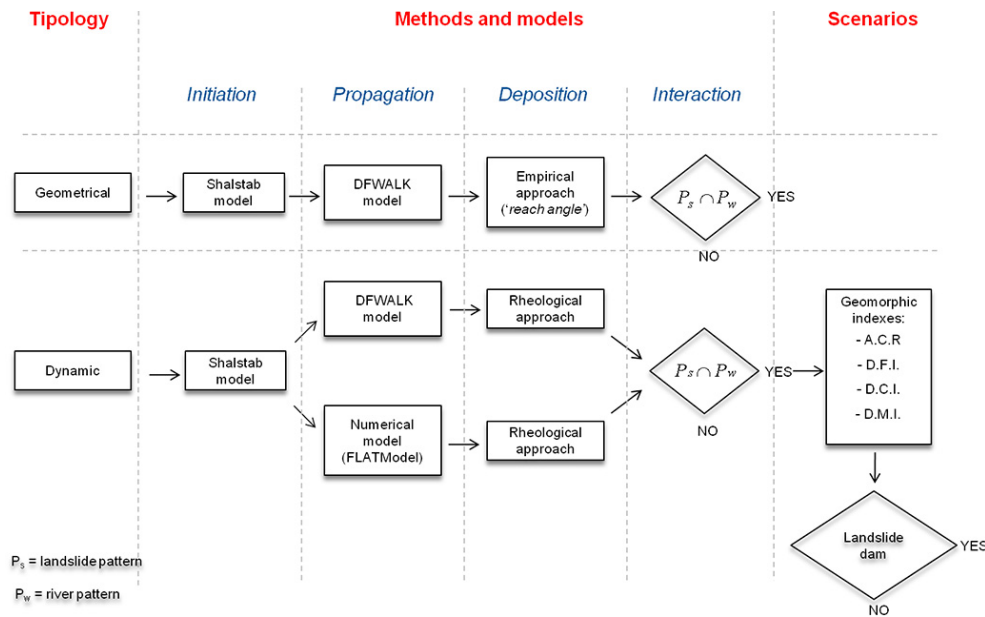 Tipology
Methods and models
Scenarios
Initiation
Propagation
Deposition
Interaction
Geometrical
Shalstab
model
DFWALK
model
Empirical
approach
('reach angle')
Ps ∩ Pw
YES
NO
Dynamic
Shalstab
model
DFWALK
model
Rheological
approach
Numerical
model
(FLATModel)
Rheological
approach
Ps ∩ Pw
YES
NO
Geomorphic
indexes:
- A.C.R
- D.F.I.
- D.C.I.
- D.M.I.
Landslide
dam
YES
NO
Ps = landslide pattern
Pw = river pattern